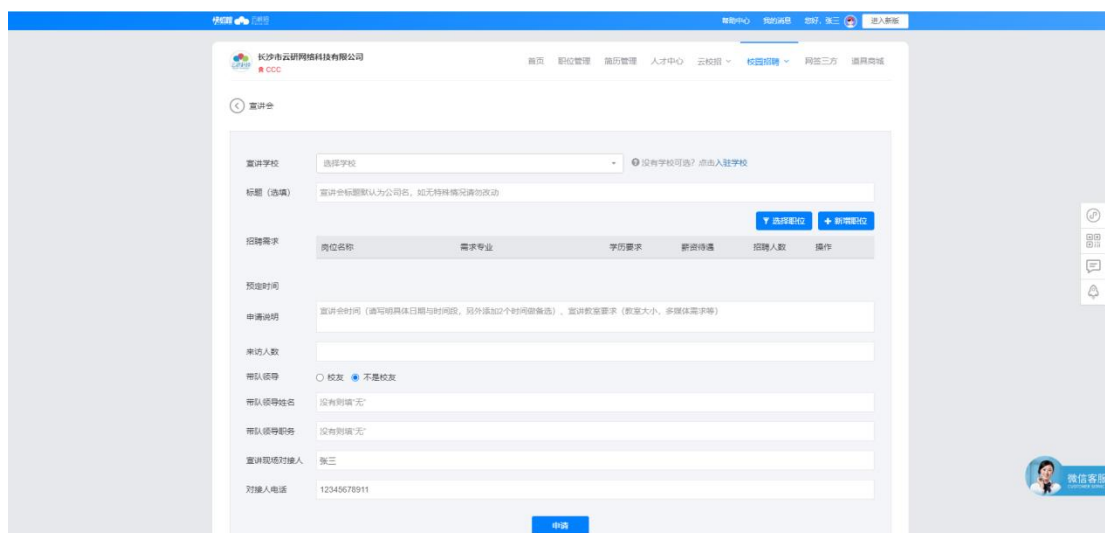 云研招
帮助中心 我的消息 您好，张三 进入新版
长沙市云研网络科技有限公司
CCC
首页 职位管理 简历管理 人才中心 云校招 校园招聘 网签三方 道具商城
宣讲会
宣讲学校 选择学校 没有学校可选？点击入驻学校
标题（选填） 宣讲会标题默认为公司名，如无特殊情况请勿改动
选择职位 + 新增职位
招聘需求 岗位名称 需求专业 学历要求 薪资待遇 招聘人数 操作
预定时间
申请说明 宣讲会时间（请写明具体日期与时间段，另外添加2个时间做备选），宣讲教室要求（教室大小、多媒体需求等）
来访人数
带队领导 校友 不是校友
带队领导姓名 没有则填"无"
带队领导职务 没有则填"无"
宣讲现场对接人 张三
对接人电话 12345678911
申请
微信客服